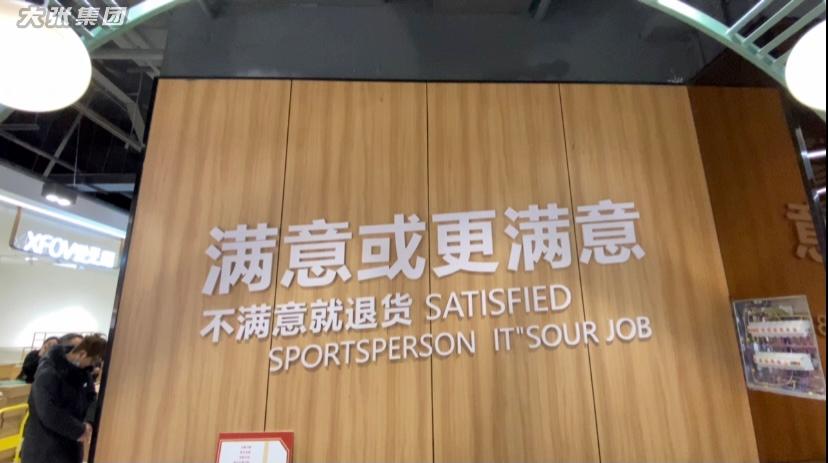 大张集团
满意或更满意
不满意就退货 SATISFIED
SPORTSPERSON IT"SOUR JOB
XFOV
意